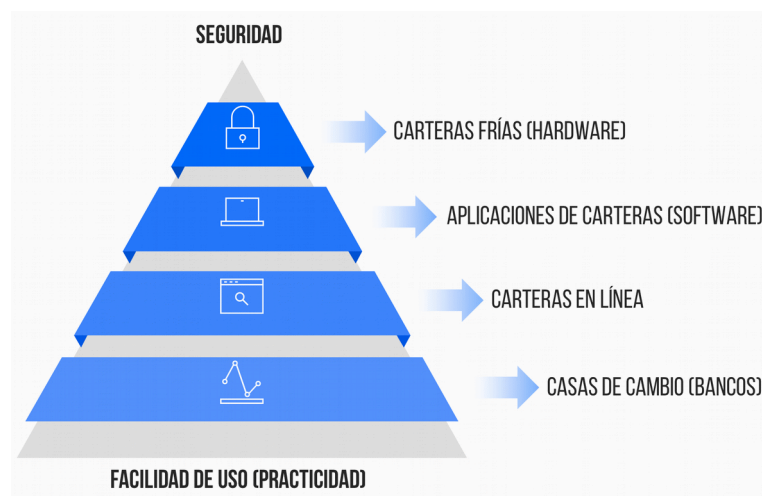 SEGURIDAD
CARTERAS FRÍAS (HARDWARE)
APLICACIONES DE CARTERAS (SOFTWARE)
CARTERAS EN LÍNEA
CASAS DE CAMBIO (BANCOS)
FACILIDAD DE USO (PRACTICIDAD)